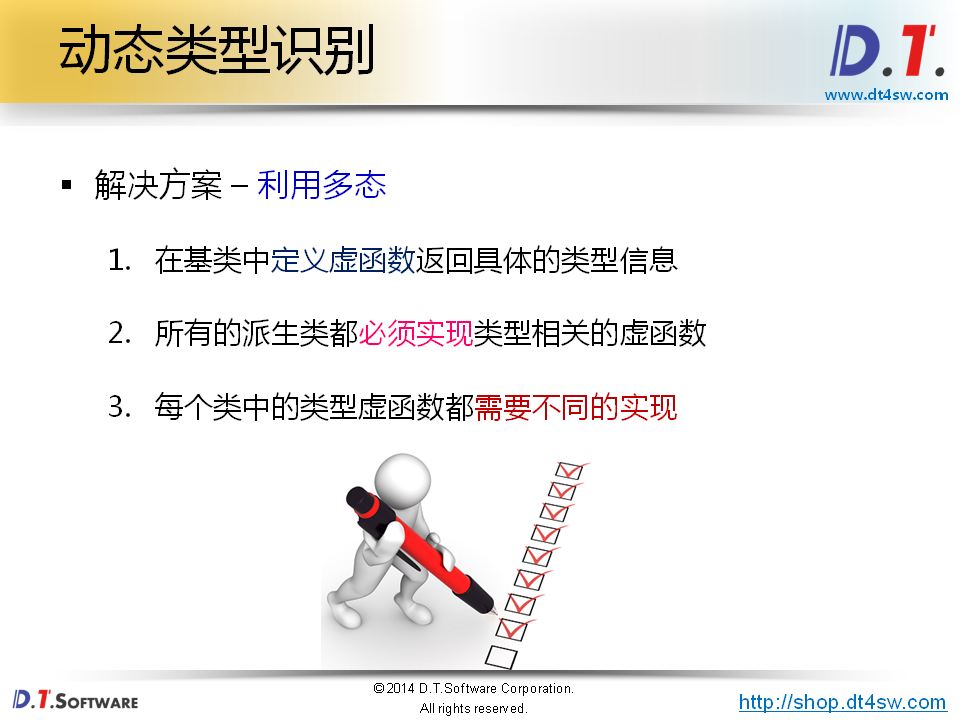 动态类型识别
D.T.
www.dt4sw.com
▪ 解决方案 – 利用多态
1. 在基类中定义虚函数返回具体的类型信息
2. 所有的派生类都必须实现类型相关的虚函数
3. 每个类中的类型虚函数都需要不同的实现
D.T.SOFTWARE
©2014 D.T.Software Corporation.
All rights reserved.
http://shop.dt4sw.com